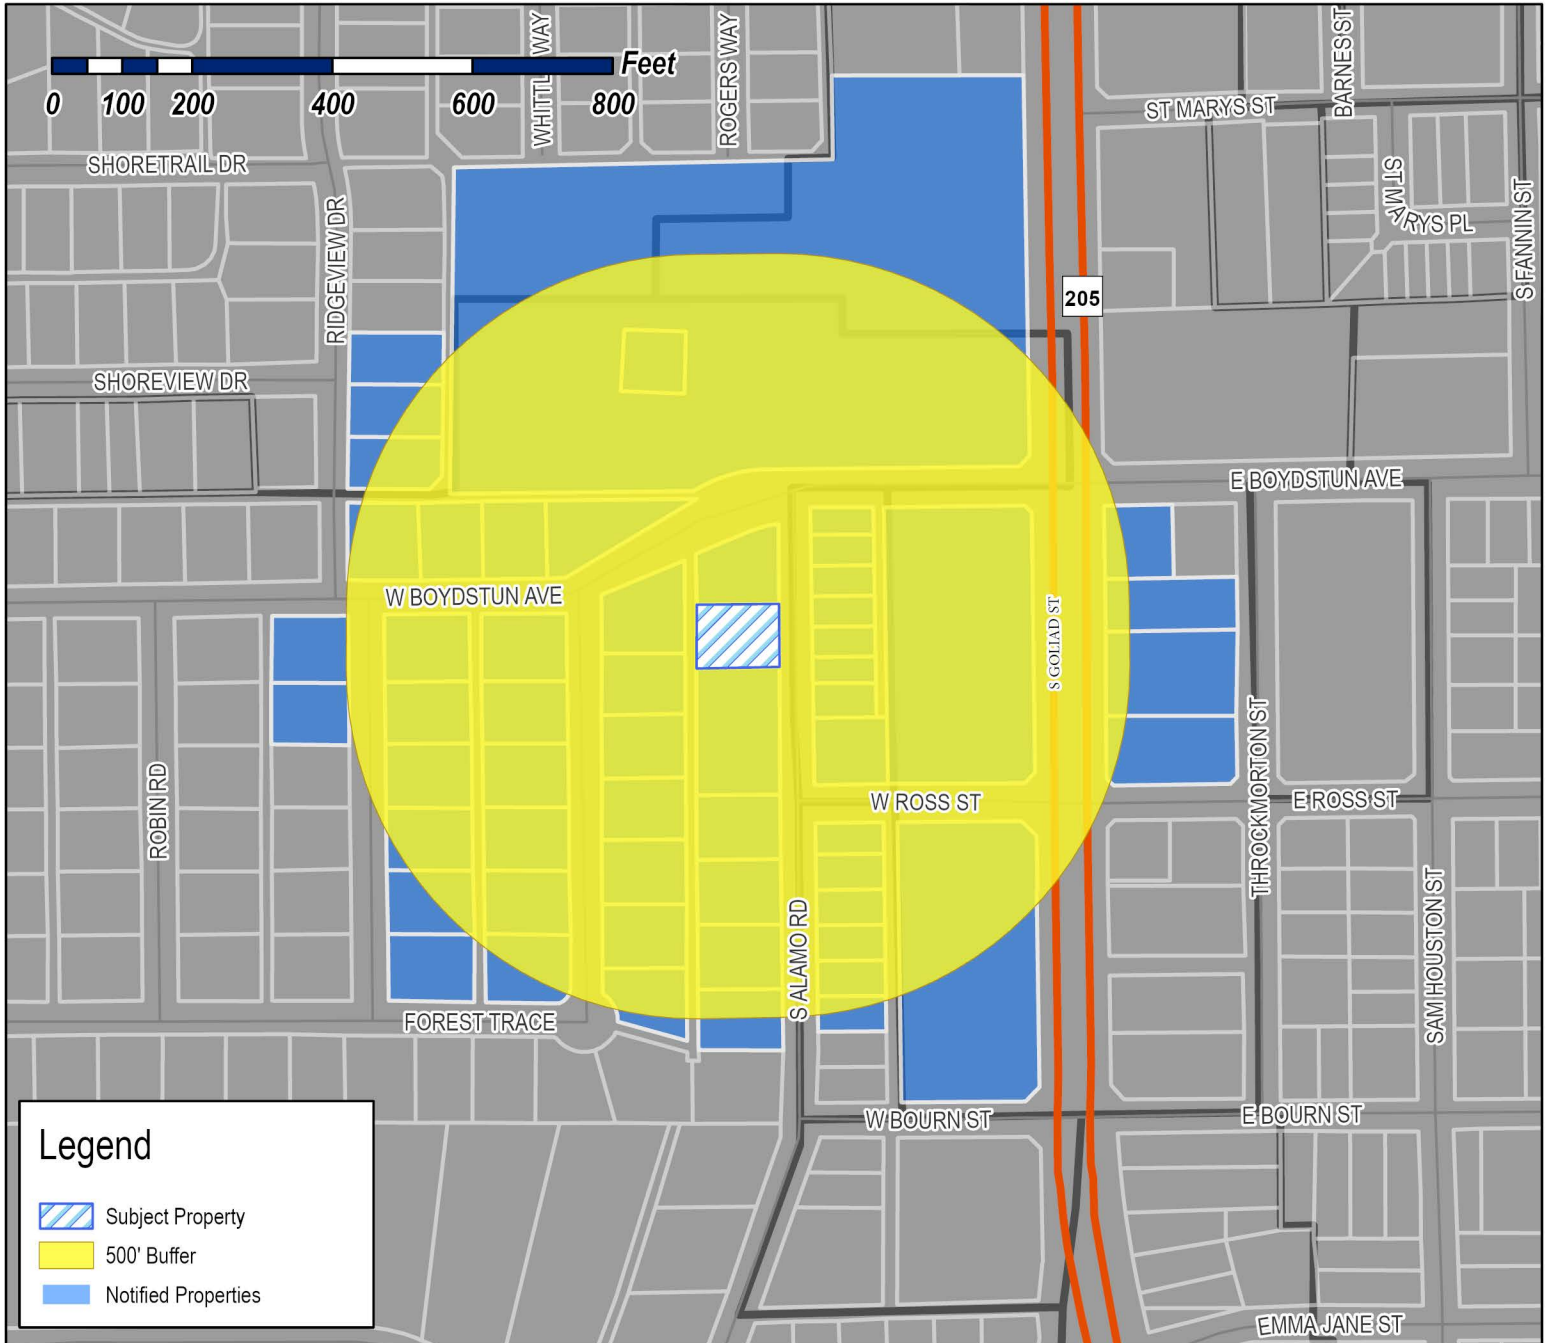 WHITTLE WAY
ROGERS WAY
BARNES ST
Feet
0 100 200 400 600 800
ST MARYS ST
SHORETRAIL DR
ST MARYS PL
S FANNIN ST
RIDGEVIEW DR
205
SHOREVIEW DR
E BOYDSTUN AVE
W BOYDSTUN AVE
S GOLIAD ST
THROCKMORTON ST
ROBIN RD
W ROSS ST
E ROSS ST
S ALAMO RD
SAM HOUSTON ST
FOREST TRACE
W BOURN ST
E BOURN ST
Legend
Subject Property
500' Buffer
Notified Properties
EMMA JANE ST